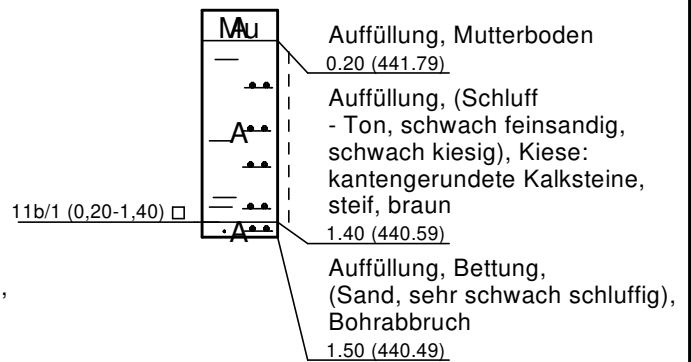 Mu
A
Auffüllung, Mutterboden
0.20 (441.79)
Auffüllung, (Schluff
- Ton, schwach feinsandig,
schwach kiesig), Kiese:
kantengerundete Kalksteine,
steif, braun
A
11b/1 (0,20-1,40)
1.40 (440.59)
A
Auffüllung, Bettung,
(Sand, sehr schwach schluffig),
Bohrabbruch
1.50 (440.49)
,